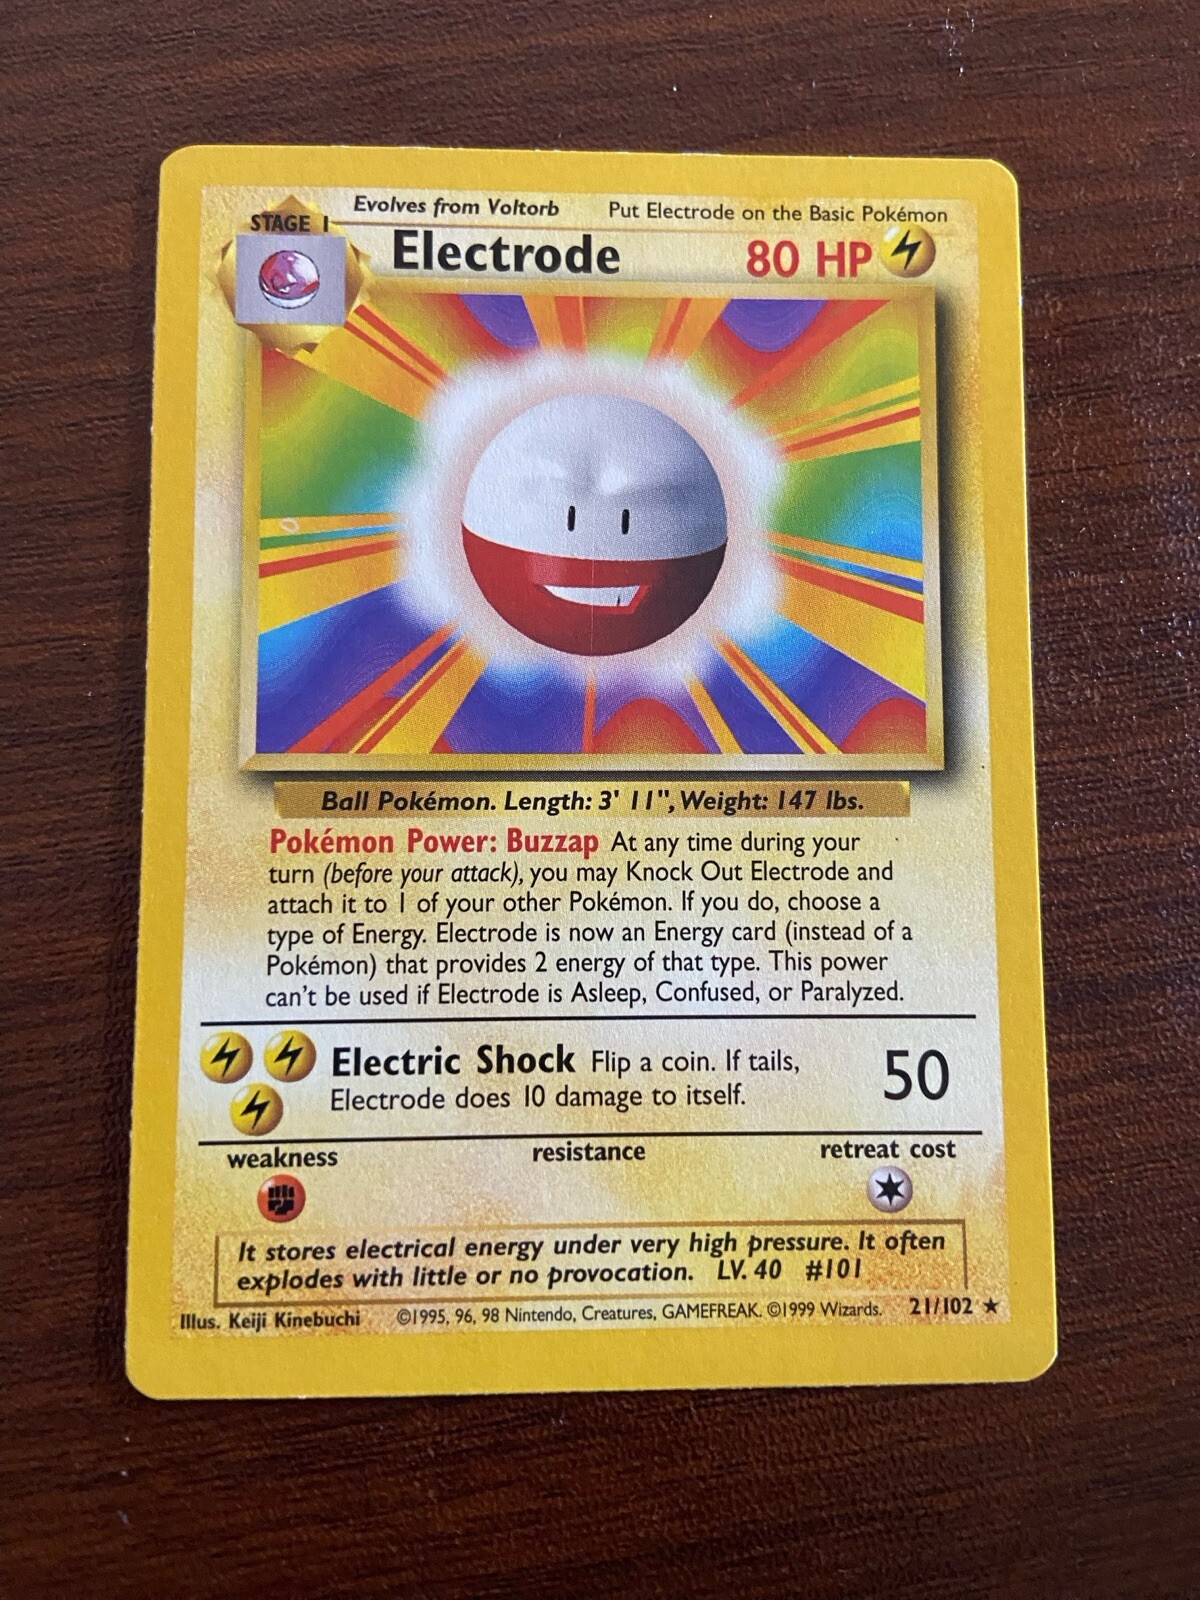 Evolves from Voltorb Put Electrode on the Basic Pokémon
STAGE 1
Electrode 80 HP
Ball Pokémon. Length: 3' 11", Weight: 147 lbs.
Pokémon Power: Buzzap At any time during your
turn (before your attack), you may Knock Out Electrode and
attach it to 1 of your other Pokémon. If you do, choose a
type of Energy. Electrode is now an Energy card (instead of a
Pokémon) that provides 2 energy of that type. This power
can't be used if Electrode is Asleep, Confused, or Paralyzed.
Electric Shock Flip a coin. If tails,
Electrode does 10 damage to itself.
50
weakness resistance retreat cost
It stores electrical energy under very high pressure. It often
explodes with little or no provocation. LV. 40 #101
Illus. Keiji Kinebuchi ©1995, 96, 98 Nintendo, Creatures, GAMEFREAK. ©1999 Wizards. 21/102 ★